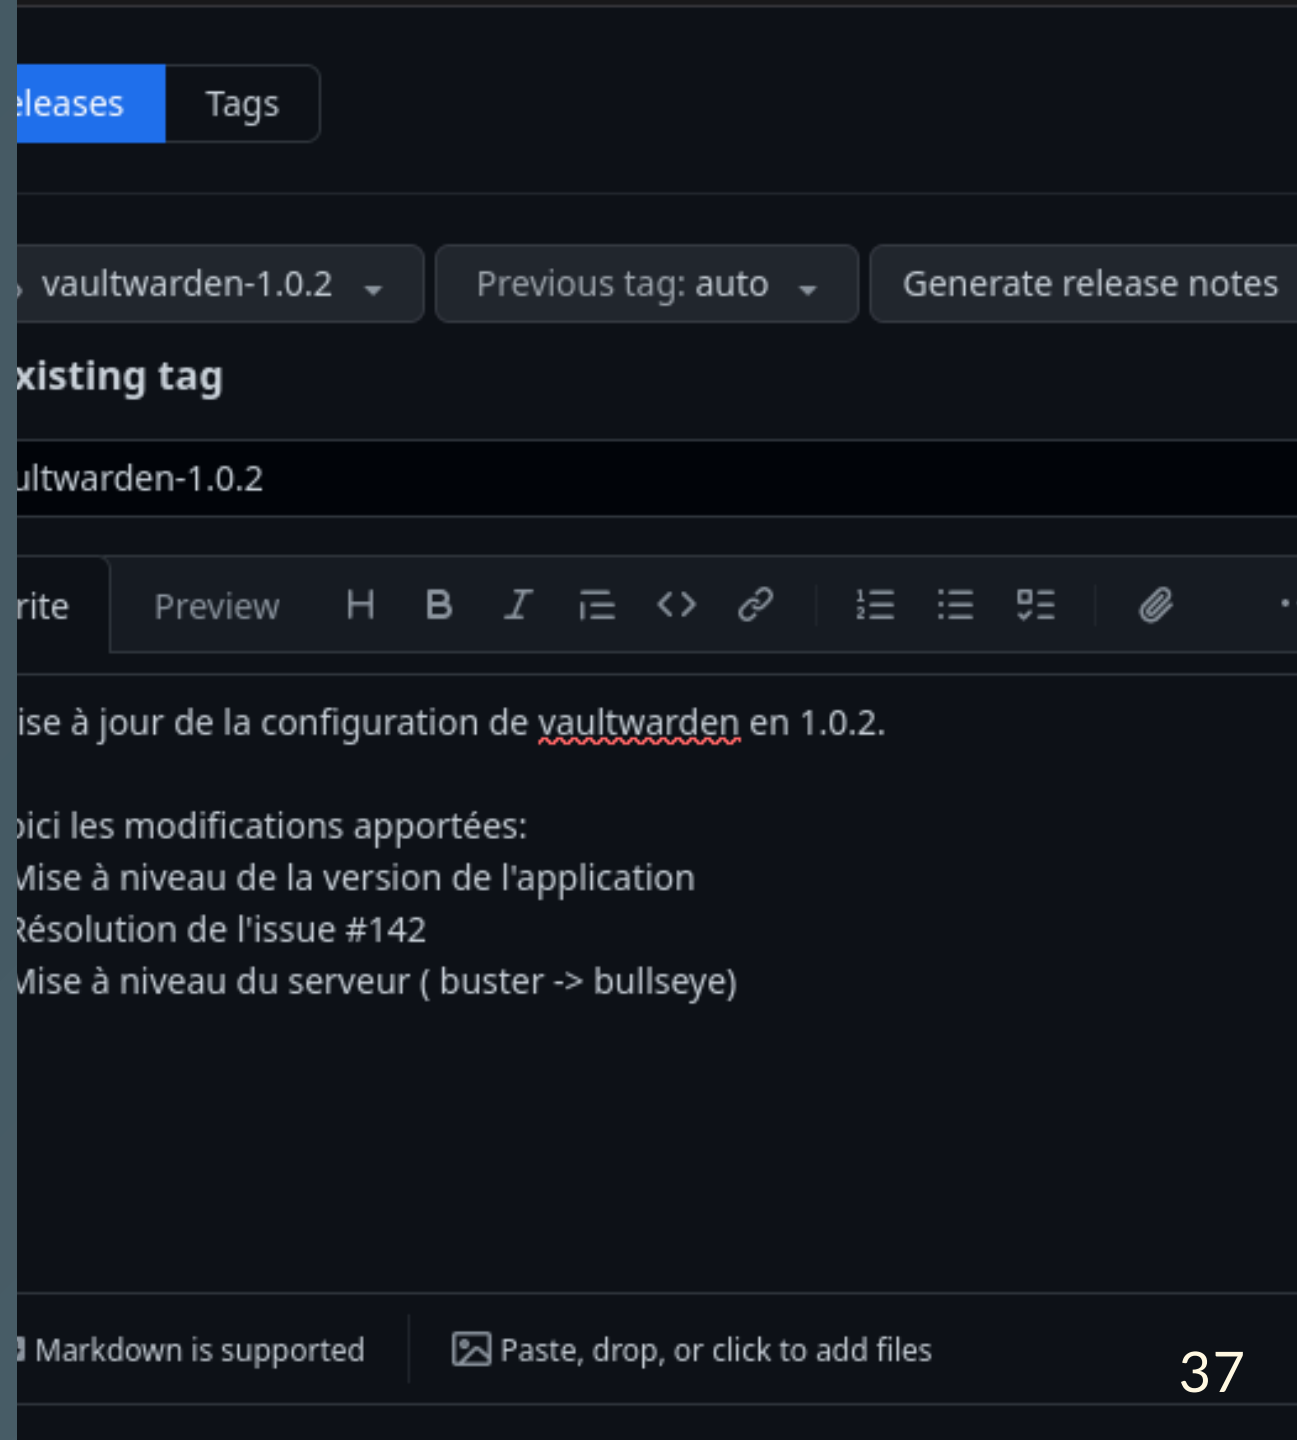 eleases Tags
vaultwarden-1.0.2 Previous tag: auto Generate release notes
xisting tag
ultwarden-1.0.2
rite Preview H B I
ise à jour de la configuration de vaultwarden en 1.0.2.
oici les modifications apportées:
Mise à niveau de la version de l'application
Résolution de l'issue #142
Mise à niveau du serveur ( buster -> bullseye)
Markdown is supported Paste, drop, or click to add files
37